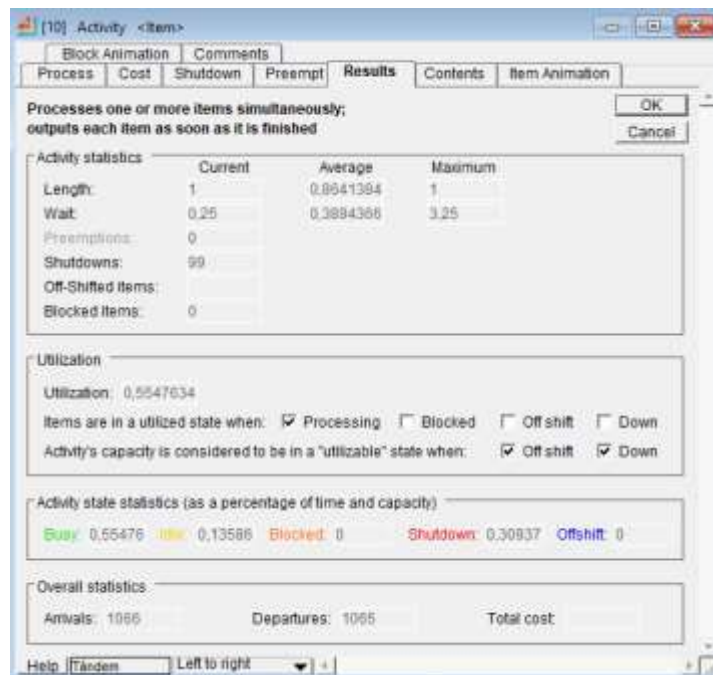 [10] Activity <Item>
Block Animation Comments
Process Cost Shutdown Preempt Results Contents Item Animation
Processes one or more items simultaneously;
outputs each item as soon as it is finished
OK
Cancel
Activity statistics
Current Average Maximum
Length: 1 0,8641394 1
Wait: 0,25 0,3894366 3,25
Preemptions: 0
Shutdowns: 99
Off-Shifted items:
Blocked items: 0
Utilization
Utilization: 0,5547634
Items are in a utilized state when: Processing Blocked Off shift Down
Activity's capacity is considered to be in a "utilizable" state when: Off shift Down
Activity state statistics (as a percentage of time and capacity)
Busy: 0,55476 Idle: 0,13586 Blocked: 0 Shutdown: 0,30937 Offshift: 0
Overall statistics
Arrivals: 1066 Departures: 1065 Total cost:
Help Tándem Left to right